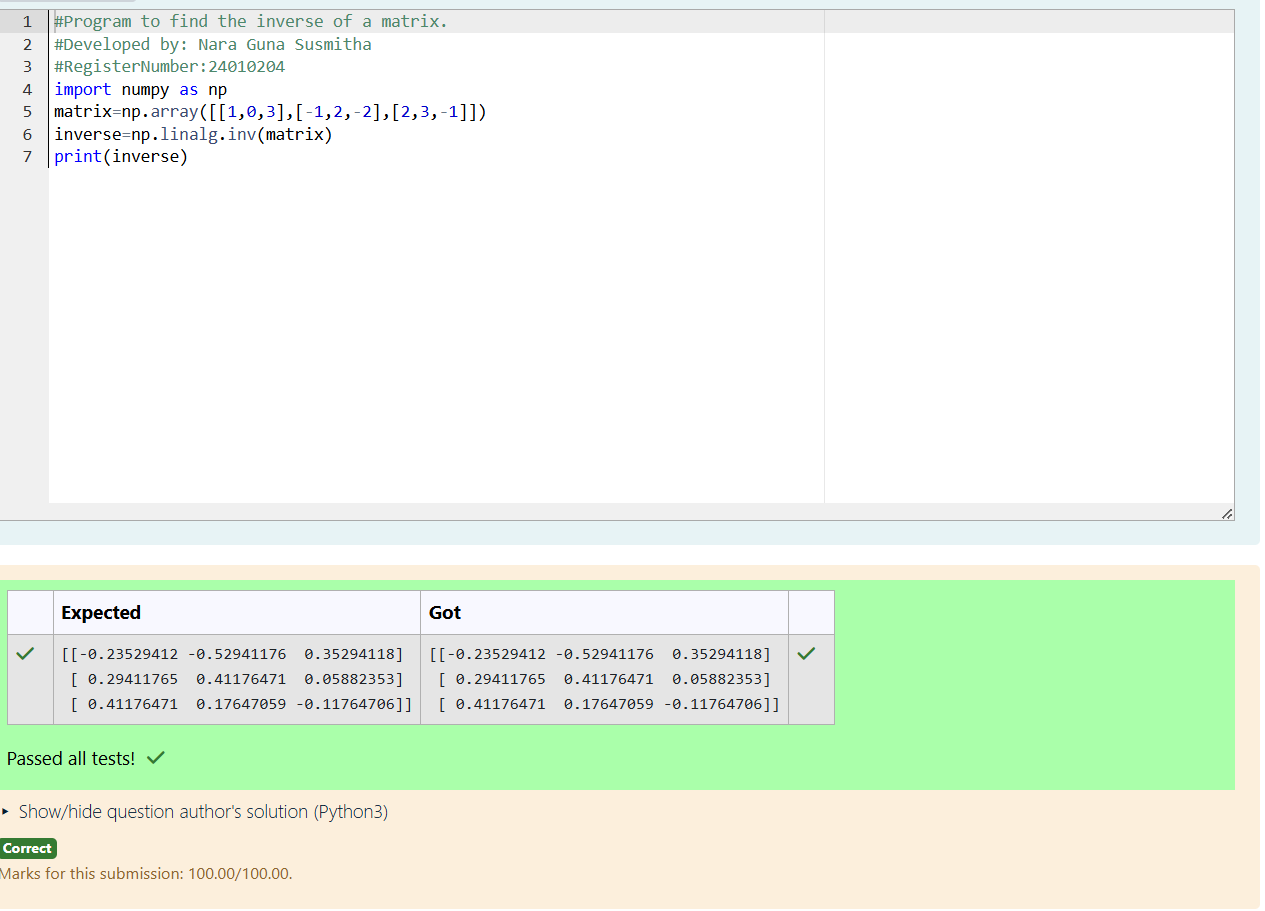 1 #Program to find the inverse of a matrix.
2 #Developed by: Nara Guna Susmitha
3 #RegisterNumber:24010204
4 import numpy as np
5 matrix=np.array([[1,0,3],[-1,2,-2],[2,3,-1]])
6 inverse=np.linalg.inv(matrix)
7 print(inverse)
Expected Got
[[-0.23529412 -0.52941176  0.35294118] [[-0.23529412 -0.52941176  0.35294118]
[ 0.29411765  0.41176471  0.05882353] [ 0.29411765  0.41176471  0.05882353]
[ 0.41176471  0.17647059 -0.11764706]] [ 0.41176471  0.17647059 -0.11764706]]
Passed all tests!
Show/hide question author's solution (Python3)
Correct
Marks for this submission: 100.00/100.00.